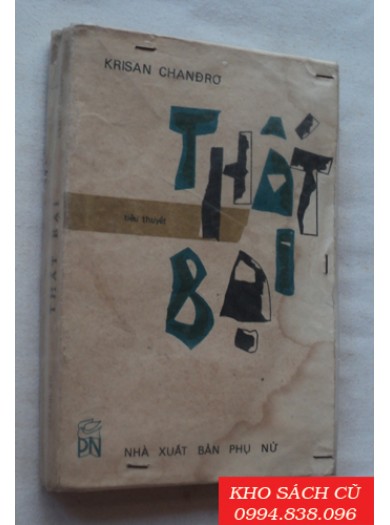 KRISAN CHANĐRƠ
THẤT
tiểu thuyết
BẠI
THẤT BẠI
PN
NHÀ XUẤT BẢN PHỤ NỮ
KHO SÁCH CŨ
0994.838.096